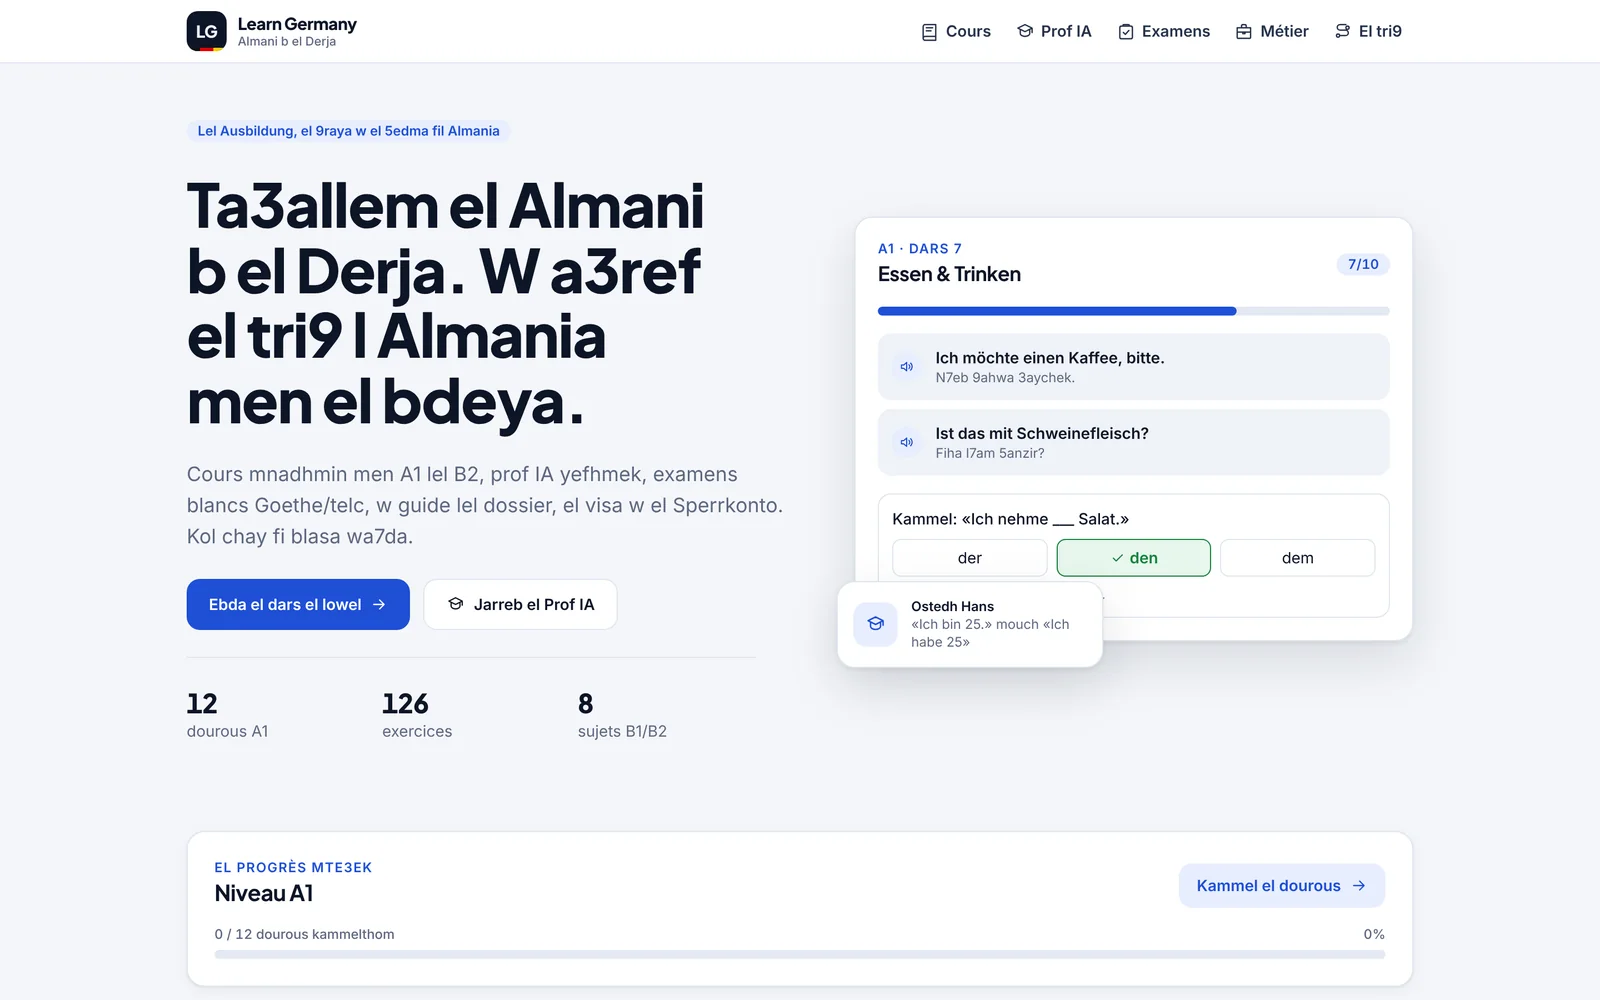 LG
Learn Germany
Almani b el Derja
Cours
Prof IA
Examens
Métier
El tri9
Lel Ausbildung, el 9raya w el 5edma fil Almania
Ta3allem el Almani
b el Derja. W a3ref
el tri9 l Almania
men el bdeya.
Cours mnadhmin men A1 lel B2, prof IA yefhmek, examens
blancs Goethe/telc, w guide lel dossier, el visa w el Sperrkonto.
Kol chay fi blasa wa7da.
Ebda el dars el lowel →
Jarreb el Prof IA
12
dourous A1
126
exercices
8
sujets B1/B2
A1 · DARS 7
Essen & Trinken
7/10
Ich möchte einen Kaffee, bitte.
N7eb 9ahwa 3aychek.
Ist das mit Schweinefleisch?
Fiha l7am 5anzir?
Kammel: «Ich nehme ___ Salat.»
der
✓ den
dem
Ostedh Hans
«Ich bin 25.» mouch «Ich
habe 25»
EL PROGRÈS MTE3EK
Niveau A1
Kammel el dourous →
0 / 12 dourous kammelthom
0%